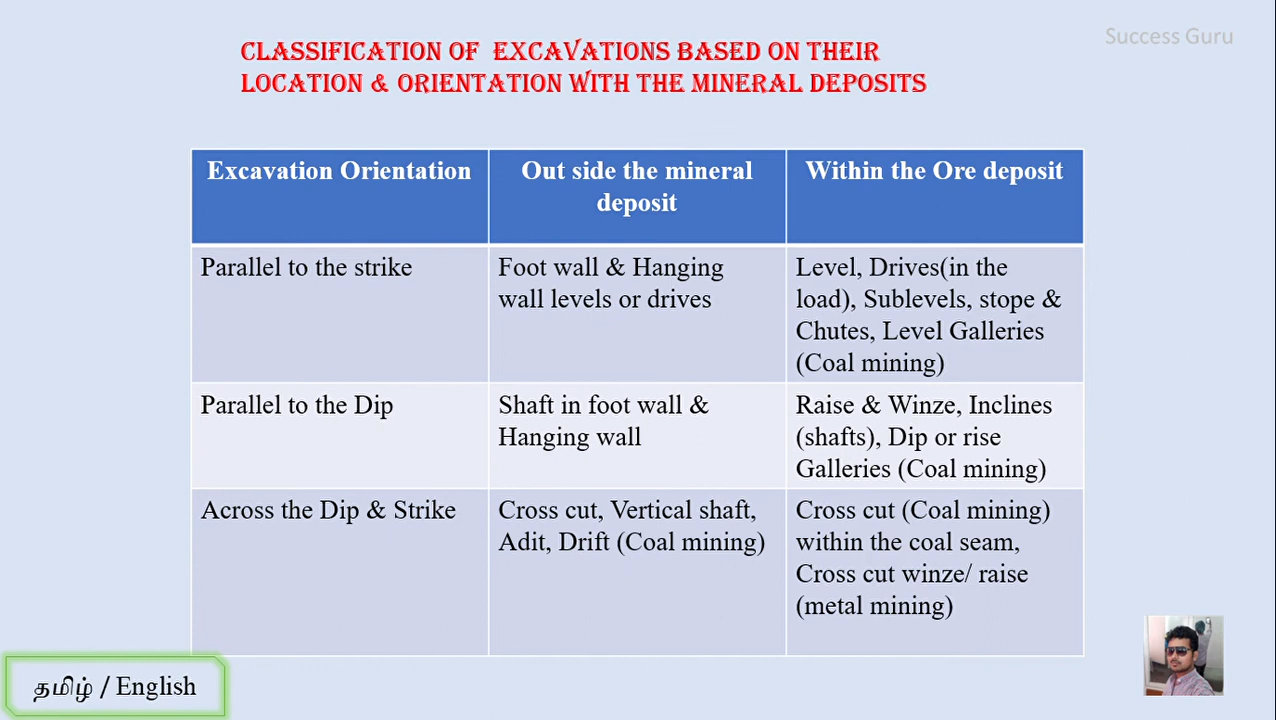 Success Guru
CLASSIFICATION OF EXCAVATIONS BASED ON THEIR
LOCATION & ORIENTATION WITH THE MINERAL DEPOSITS
Excavation Orientation
Out side the mineral
deposit
Within the Ore deposit
Parallel to the strike
Foot wall & Hanging
wall levels or drives
Level, Drives(in the
load), Sublevels, stope &
Chutes, Level Galleries
(Coal mining)
Parallel to the Dip
Shaft in foot wall &
Hanging wall
Raise & Winze, Inclines
(shafts), Dip or rise
Galleries (Coal mining)
Across the Dip & Strike
Cross cut, Vertical shaft,
Adit, Drift (Coal mining)
Cross cut (Coal mining)
within the coal seam,
Cross cut winze/ raise
(metal mining)
தமிழ் / English